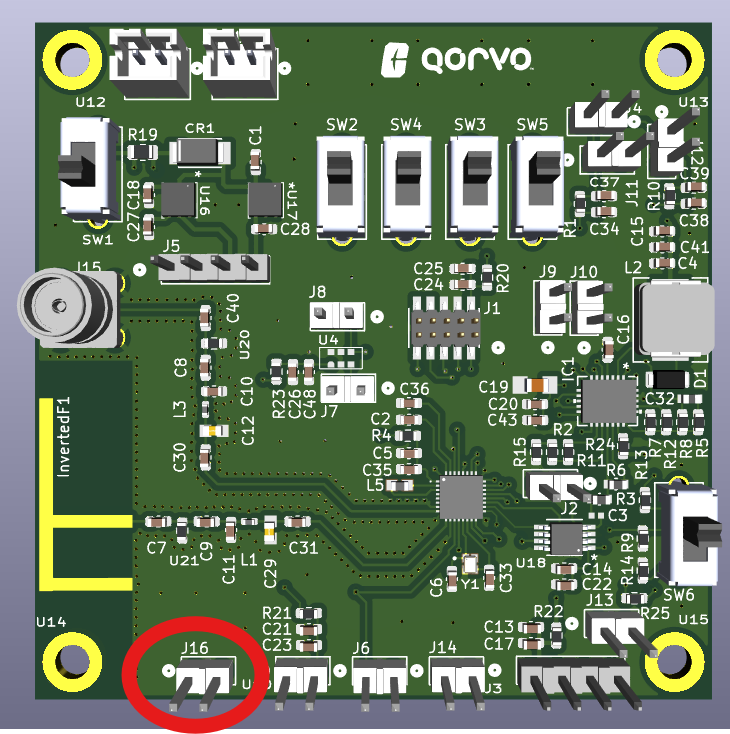 Qorvo
U12
R19
CR1
C1
SW2
SW4
SW3
SW5
4
U13
J11
C37
C34
R1
R10
C39
C38
C18
C27
*
U16
*U17
C28
SW1
J5
J15
C25
C24
R20
J9
J10
C15
C41
C4
L2
J8
J1
C40
U20
U4
C16
IC1
*
D1
C8
C10
R23
C26
C48
J7
C36
C19
C20
C43
C32
L3
C12
C2
R4
C5
C35
L5
R2
R15
R11
R24
R7
R12
R8
R5
R13
InvertedF1
C30
R6
R3
J2
C3
C7
U21
C9
C11
L1
C29
C31
U18
*
R9
R14
C14
C22
SW6
C6
Y1
C33
U14
R21
C21
C23
J16
J6
J14
J3
C13
C17
R22
J13
R25
U15